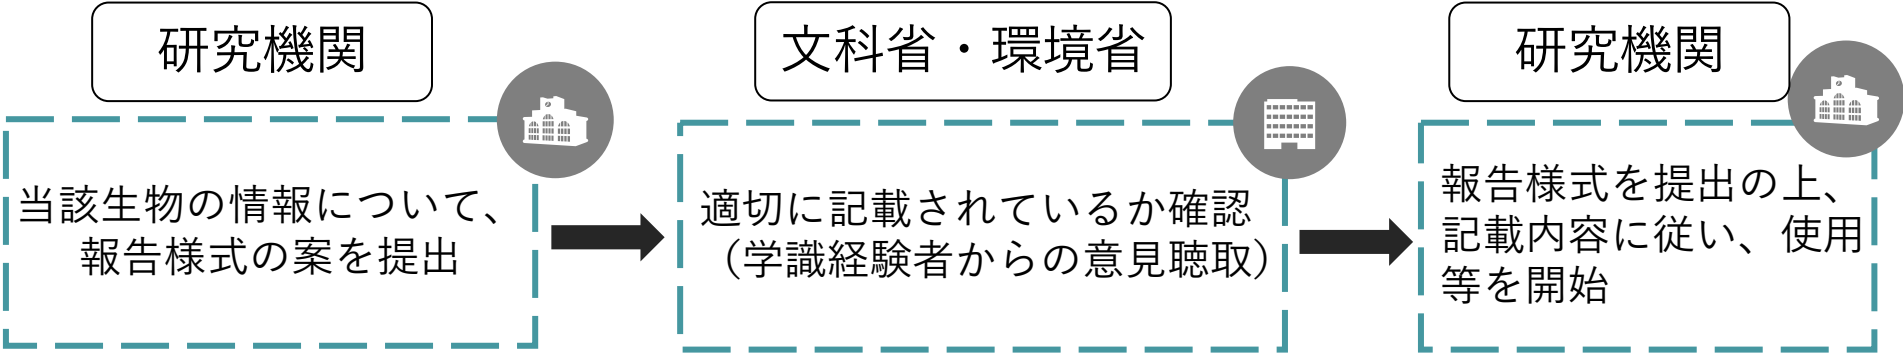 研究機関
当該生物の情報について、
報告様式の案を提出
文科省・環境省
適切に記載されているか確認
（学識経験者からの意見聴取）
研究機関
報告様式を提出の上、
記載内容に従い、使用
等を開始